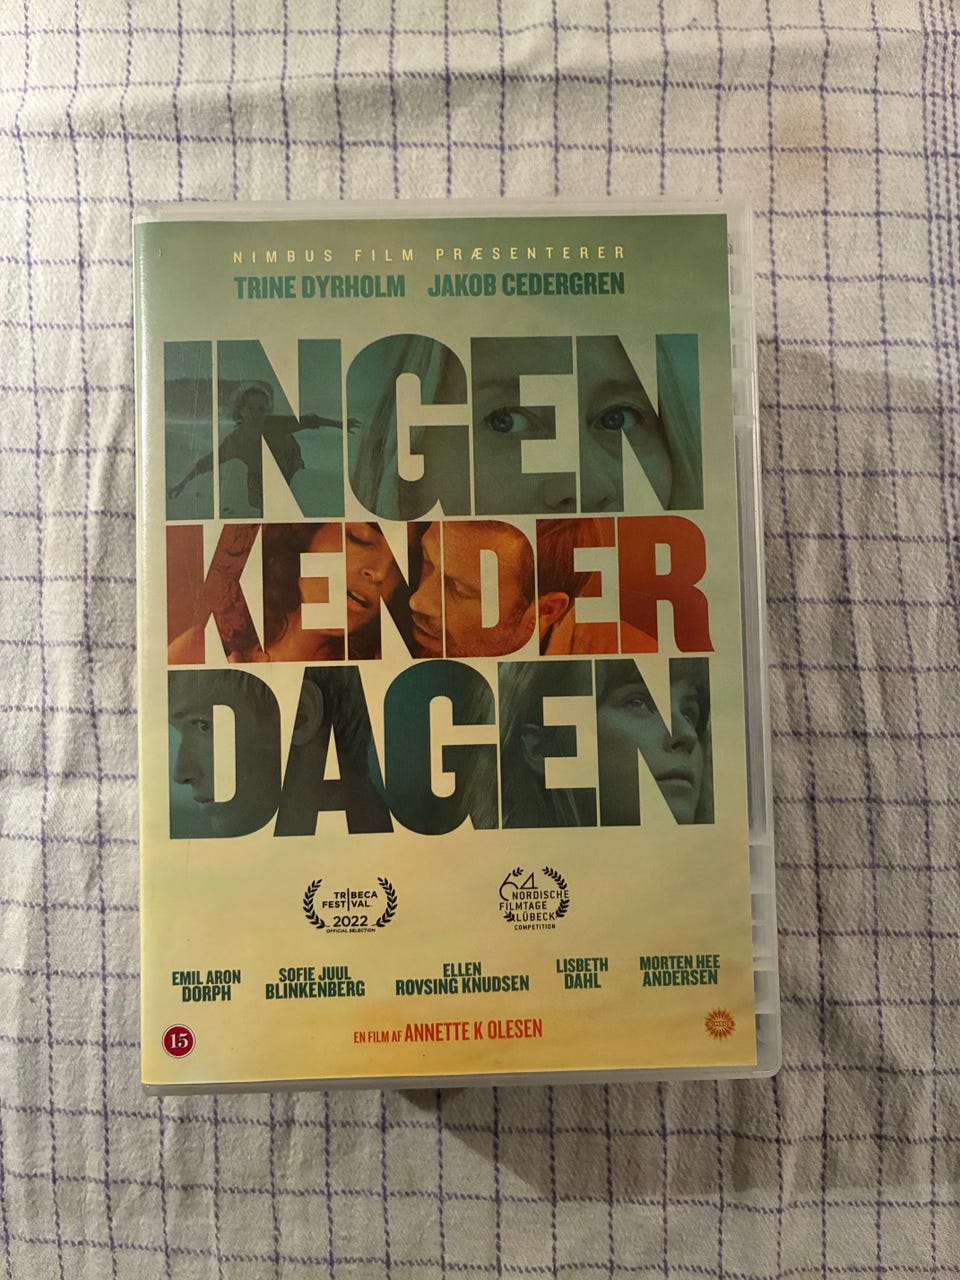 NIMBUS FILM PRÆSENTERER
TRINE DYRHOLM JAKOB CEDERGREN
INGEN
KENDER
DAGEN
TRIBECA
FESTIVAL
2022
OFFICIAL SELECTION
64
NORDISCHE
FILMTAGE
LÜBECK
COMPETITION
EMIL ARON
DORPH
SOFIE JUUL
BLINKENBERG
ELLEN
ROVSING KNUDSEN
LISBETH
DAHL
MORTEN HEE
ANDERSEN
EN FILM AF ANNETTE K OLESEN
15
NIMBUS